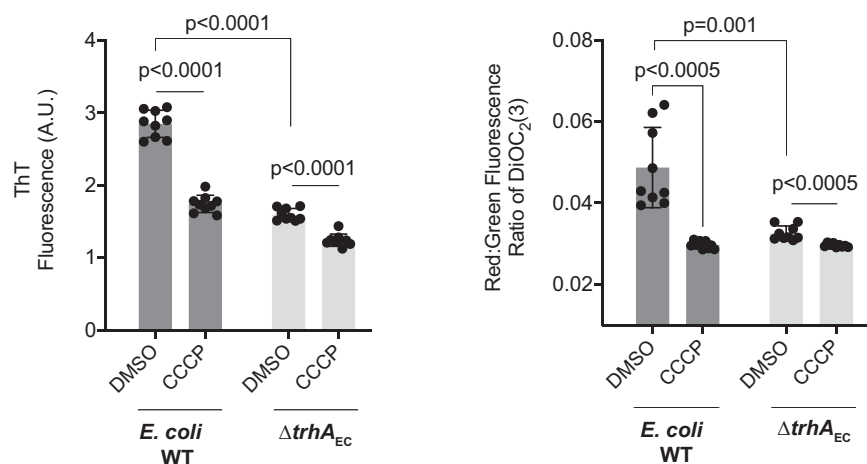 p<0.0001
4
p<0.0001
3
2
p<0.0001
1
0
ThT
Fluorescence (A.U.)
DMSO
CCCP
DMSO
CCCP
E. coli
WT
ΔtrhA_EC
p=0.001
0.08
p<0.0005
0.06
p<0.0005
0.04
0.02
Red:Green Fluorescence
Ratio of DiOC₂(3)
DMSO
CCCP
DMSO
CCCP
E. coli
WT
ΔtrhA_EC